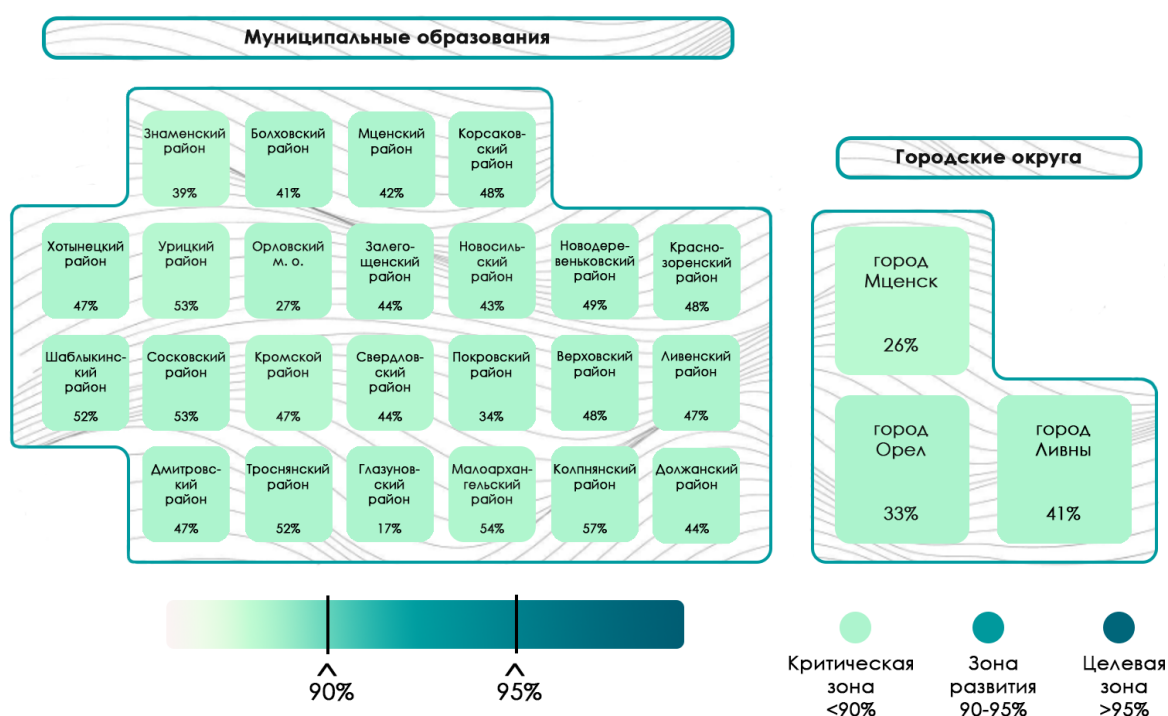 Муниципальные образования
Знаменский
район
39%
Болховский
район
41%
Мценский
район
42%
Корсаков-
ский
район
48%
Хотынецкий
район
47%
Урицкий
район
53%
Орловский
м. о.
27%
Залего-
щенский
район
44%
Новосиль-
ский
район
43%
Новодере-
веньковский
район
49%
Красно-
зоренский
район
48%
Шаблыкинс-
кий
район
52%
Сосковский
район
53%
Кромской
район
47%
Свердлов-
ский
район
44%
Покровский
район
34%
Верховский
район
48%
Ливенский
район
47%
Дмитровс-
кий
район
47%
Троснянский
район
52%
Глазунов-
ский
район
17%
Малоархан-
гельский
район
54%
Колпнянский
район
57%
Должанский
район
44%
90%
95%
Городские округа
город
Мценск
26%
город
Орел
33%
город
Ливны
41%
Критическая
зона
<90%
Зона
развития
90-95%
Целевая
зона
>95%